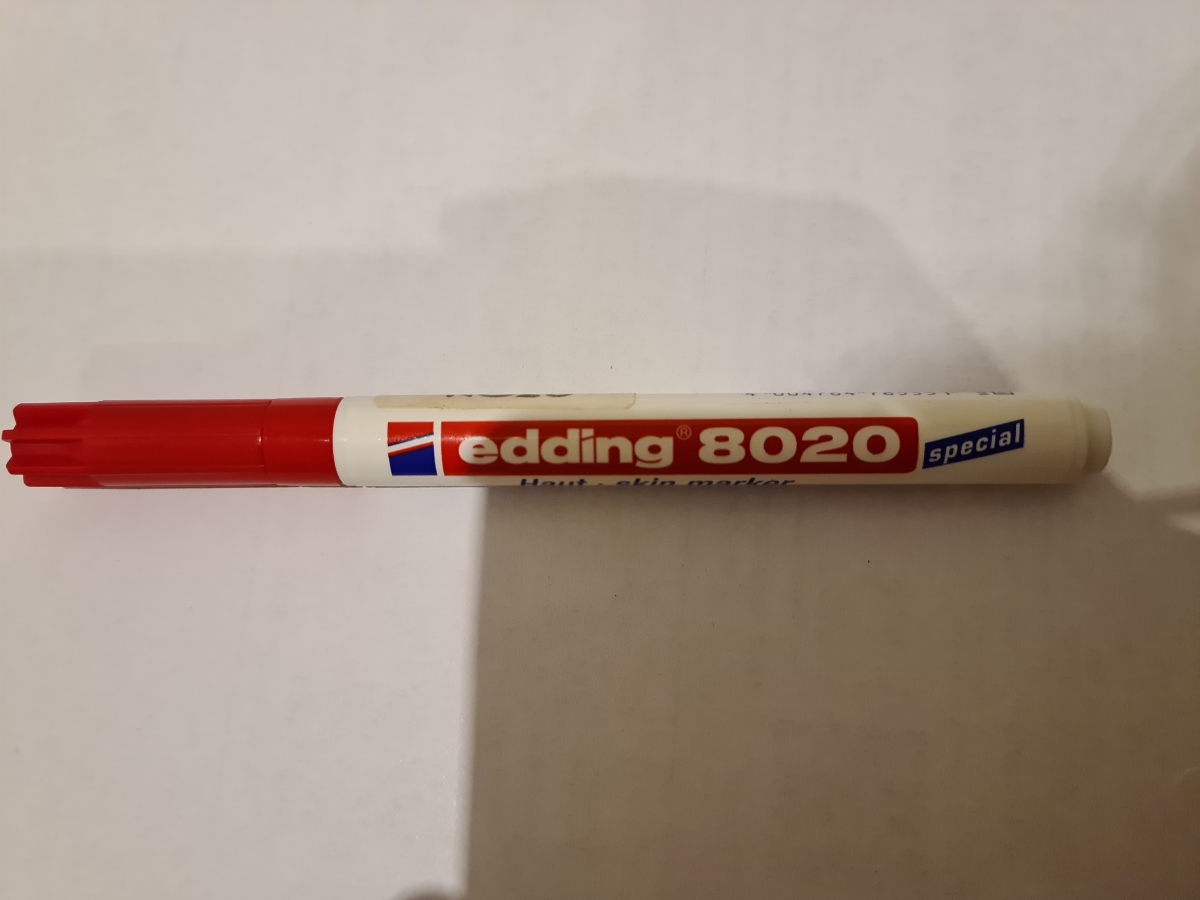 edding® 8020 special
Haut - skin marker